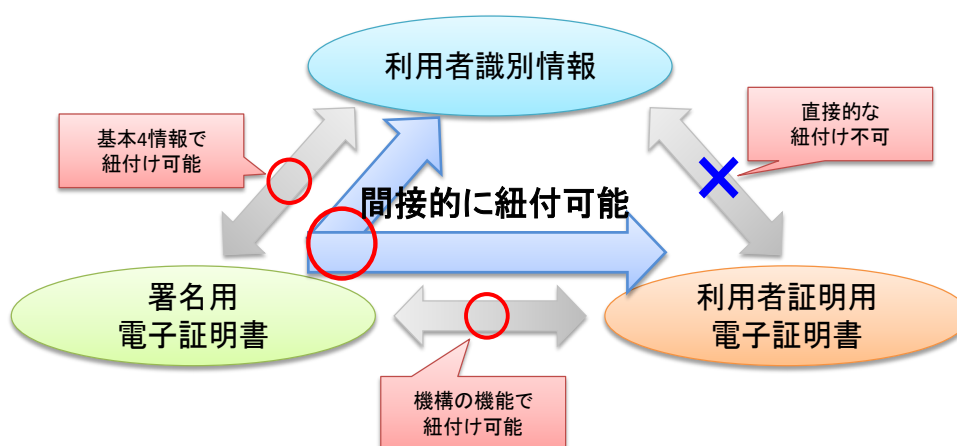 利用者識別情報
基本4情報で
紐付け可能
直接的な
紐付け不可
間接的に紐付可能
署名用
電子証明書
利用者証明用
電子証明書
機構の機能で
紐付け可能